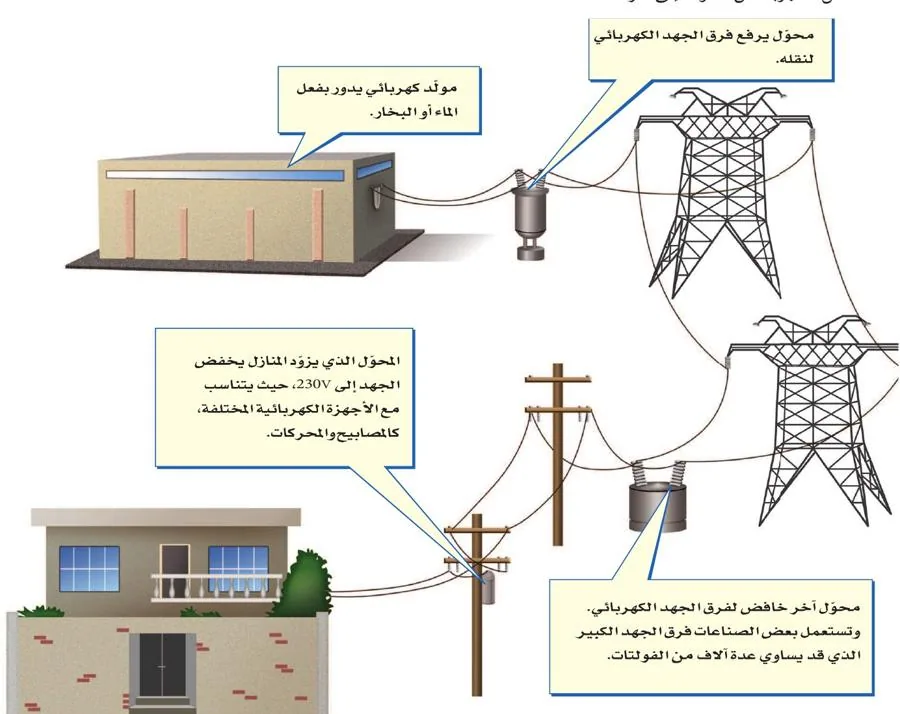 محوّل يرفع فرق الجهد الكهربائي
لنقله.
مولّد كهربائي يدور بفعل
الماء أو البخار.
المحوّل الذي يزوّد المنازل يخفض
الجهد إلى 230V، حيث يتناسب
مع الأجهزة الكهربائية المختلفة،
كالمصابيح والمحركات.
محوّل آخر خافض لفرق الجهد الكهربائي.
وتستعمل بعض الصناعات فرق الجهد الكبير
الذي قد يساوي عدة آلاف من الفولتات.